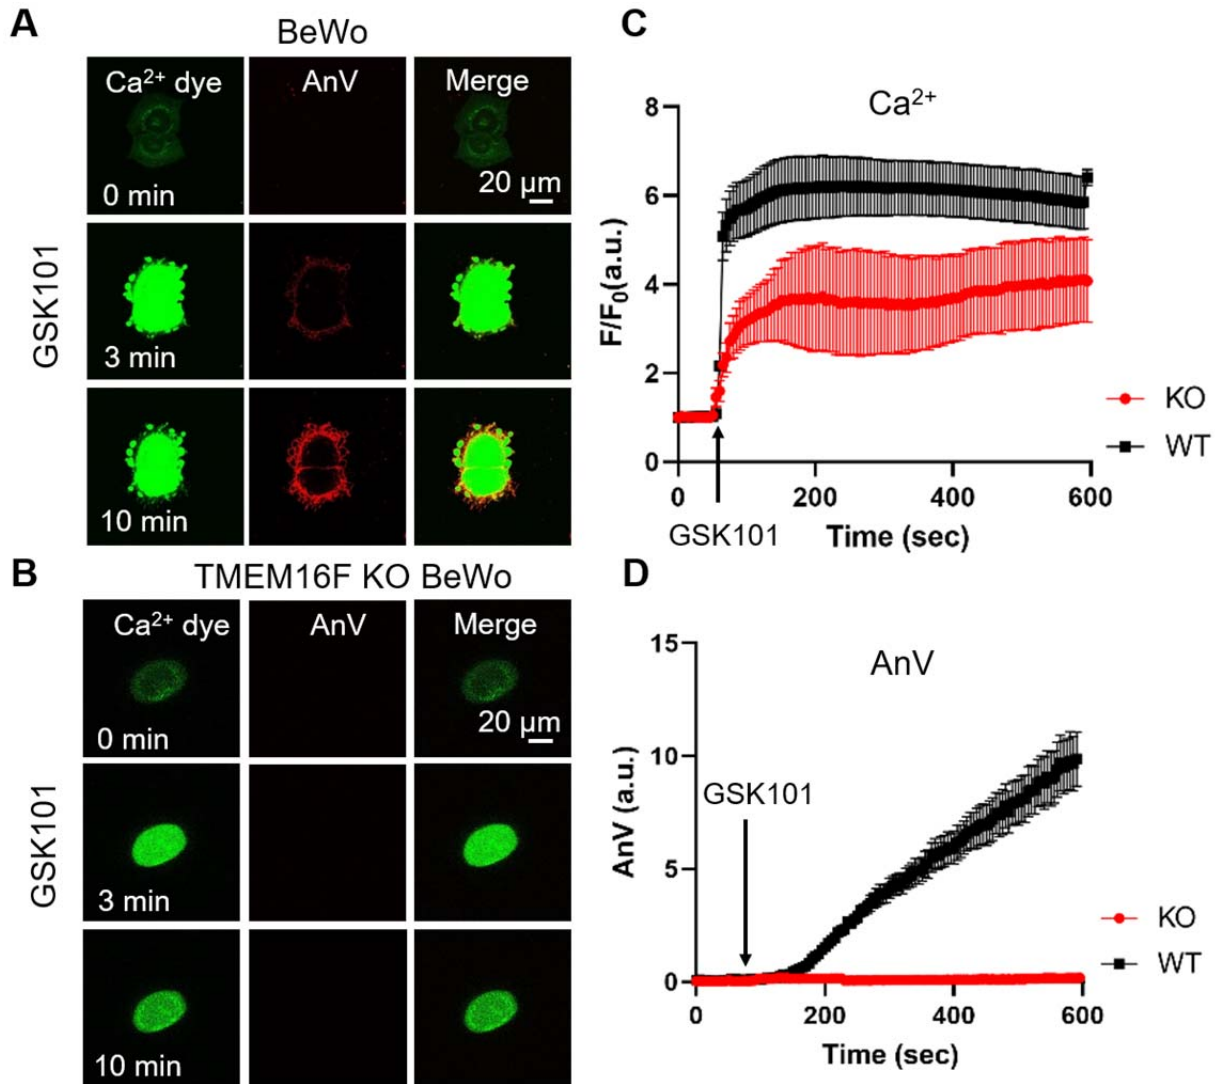 A
BeWo
Ca²⁺ dye
AnV
Merge
0 min
20 µm
GSK101
3 min
10 min
B
TMEM16F KO BeWo
Ca²⁺ dye
AnV
Merge
0 min
20 µm
GSK101
3 min
10 min
C
Ca²⁺
F/F₀(a.u.)
8
6
4
2
0
0 200 400 600
GSK101
Time (sec)
KO
WT
D
AnV
AnV (a.u.)
15
10
5
0
GSK101
0 200 400 600
Time (sec)
KO
WT